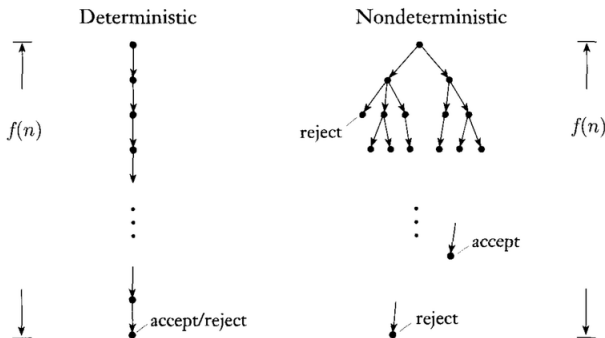 Deterministic
Nondeterministic
f(n)
reject
f(n)
accept
accept/reject
reject